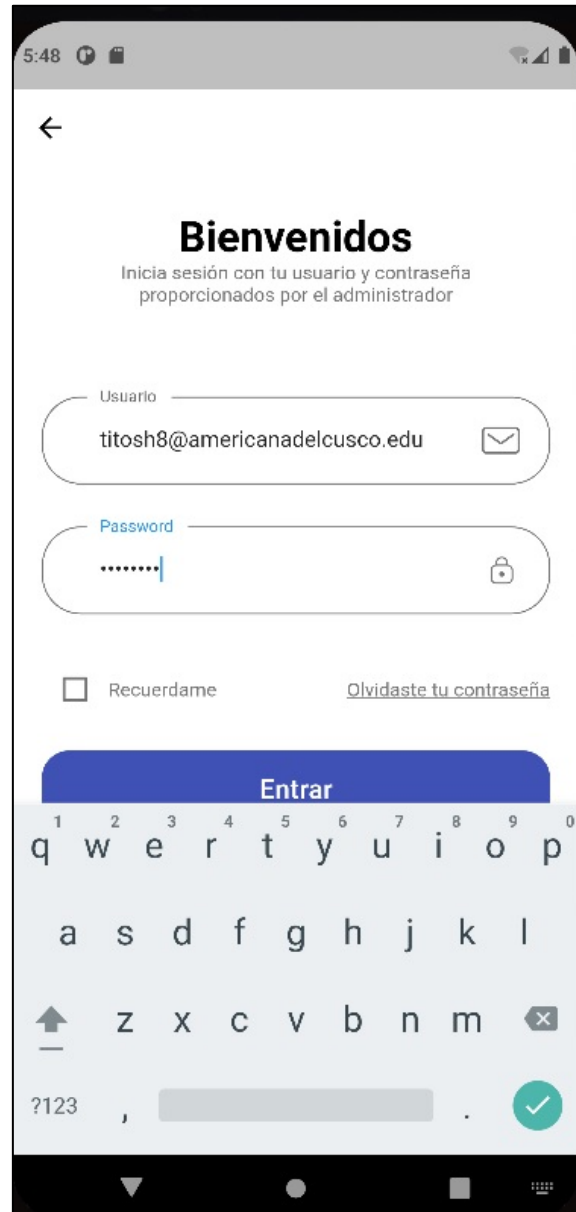 5:48
Bienvenidos
Inicia sesión con tu usuario y contraseña
proporcionados por el administrador
Usuario
titosh8@americanadelcusco.edu
Password
••••••••
Recuerdame Olvidaste tu contraseña
Entrar
1 2 3 4 5 6 7 8 9 0
q w e r t y u i o p
a s d f g h j k l
z x c v b n m
?123 , .